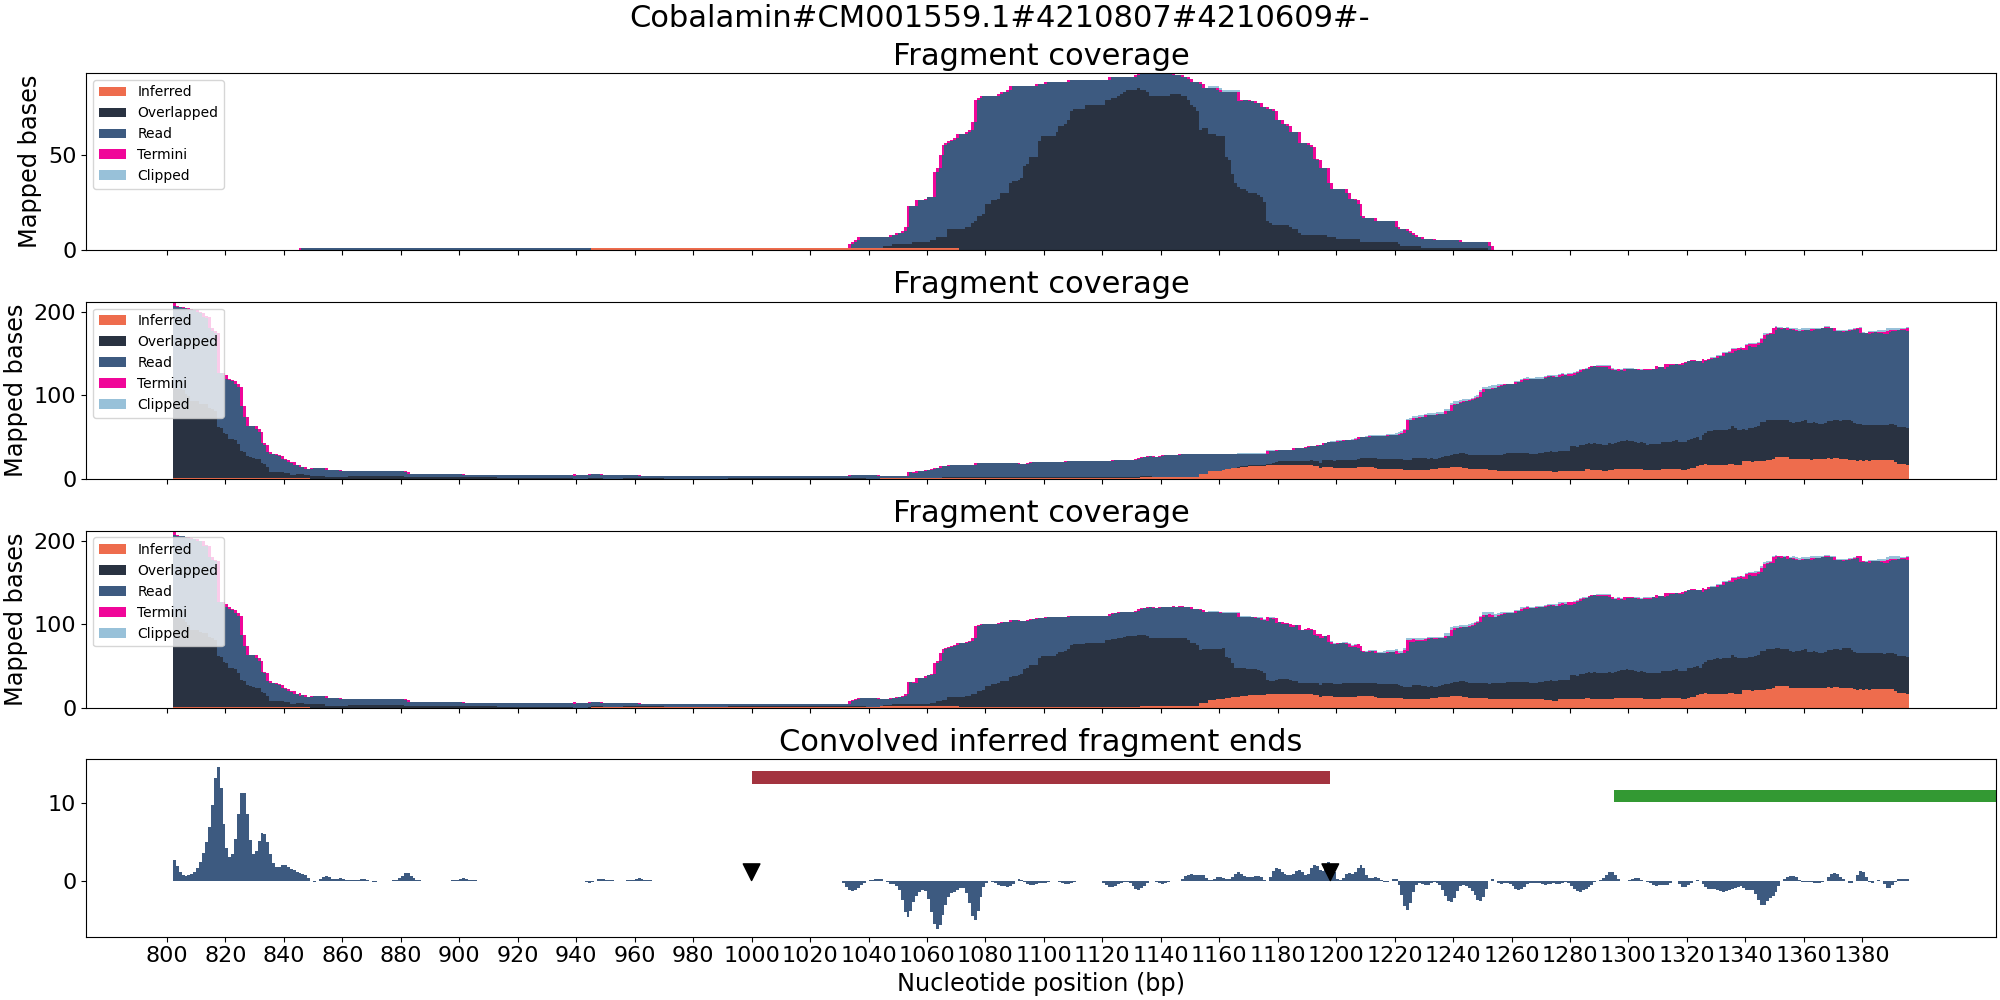 Cobalamin#CM001559.1#4210807#4210609#-
Fragment coverage
Mapped bases
50
0
Inferred
Overlapped
Read
Termini
Clipped
Fragment coverage
Mapped bases
200
100
0
Inferred
Overlapped
Read
Termini
Clipped
Fragment coverage
Mapped bases
200
100
0
Inferred
Overlapped
Read
Termini
Clipped
Convolved inferred fragment ends
10
0
800 820 840 860 880 900 920 940 960 980 1000 1020 1040 1060 1080 1100 1120 1140 1160 1180 1200 1220 1240 1260 1280 1300 1320 1340 1360 1380
Nucleotide position (bp)